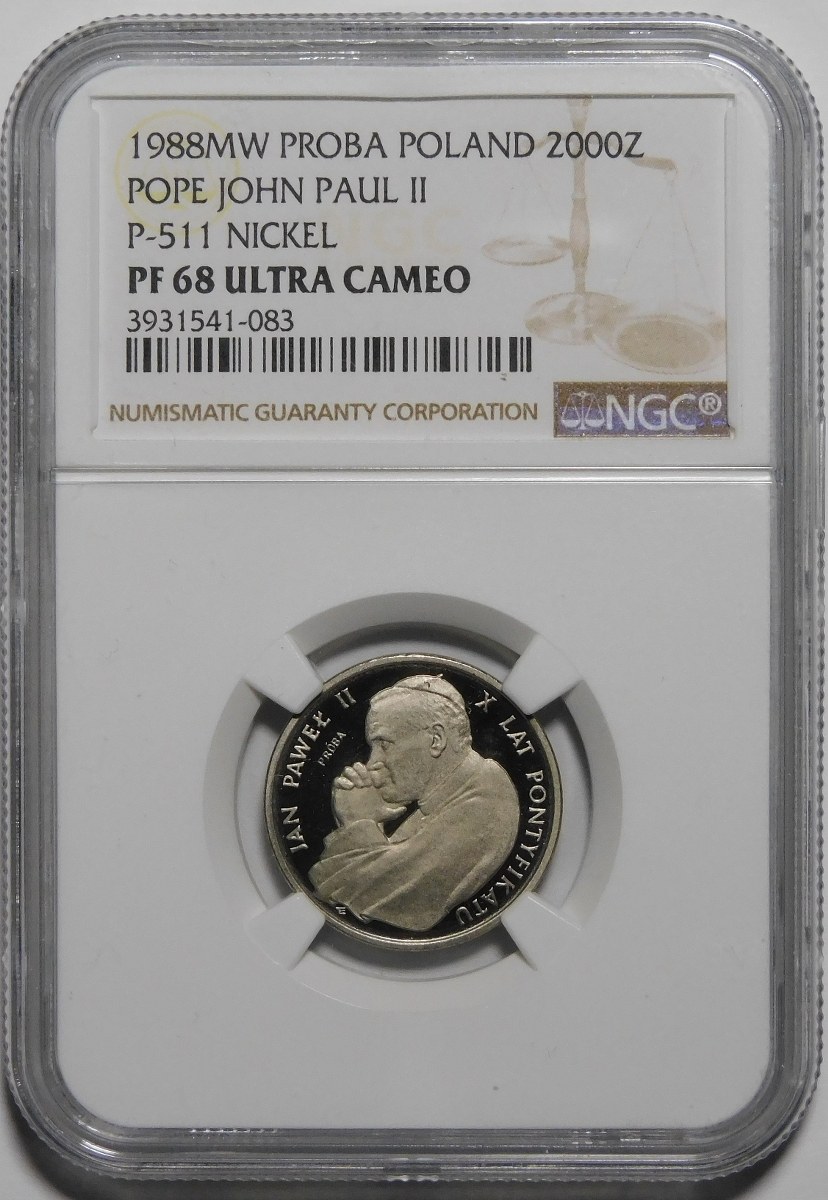 1988MW PROBA POLAND 2000Z
POPE JOHN PAUL II
P-511 NICKEL
PF 68 ULTRA CAMEO
3931541-083
NUMISMATIC GUARANTY CORPORATION
NGC®
NGC
JAN PAWEŁ II
PRÓBA
X LAT PONTYFIKATU